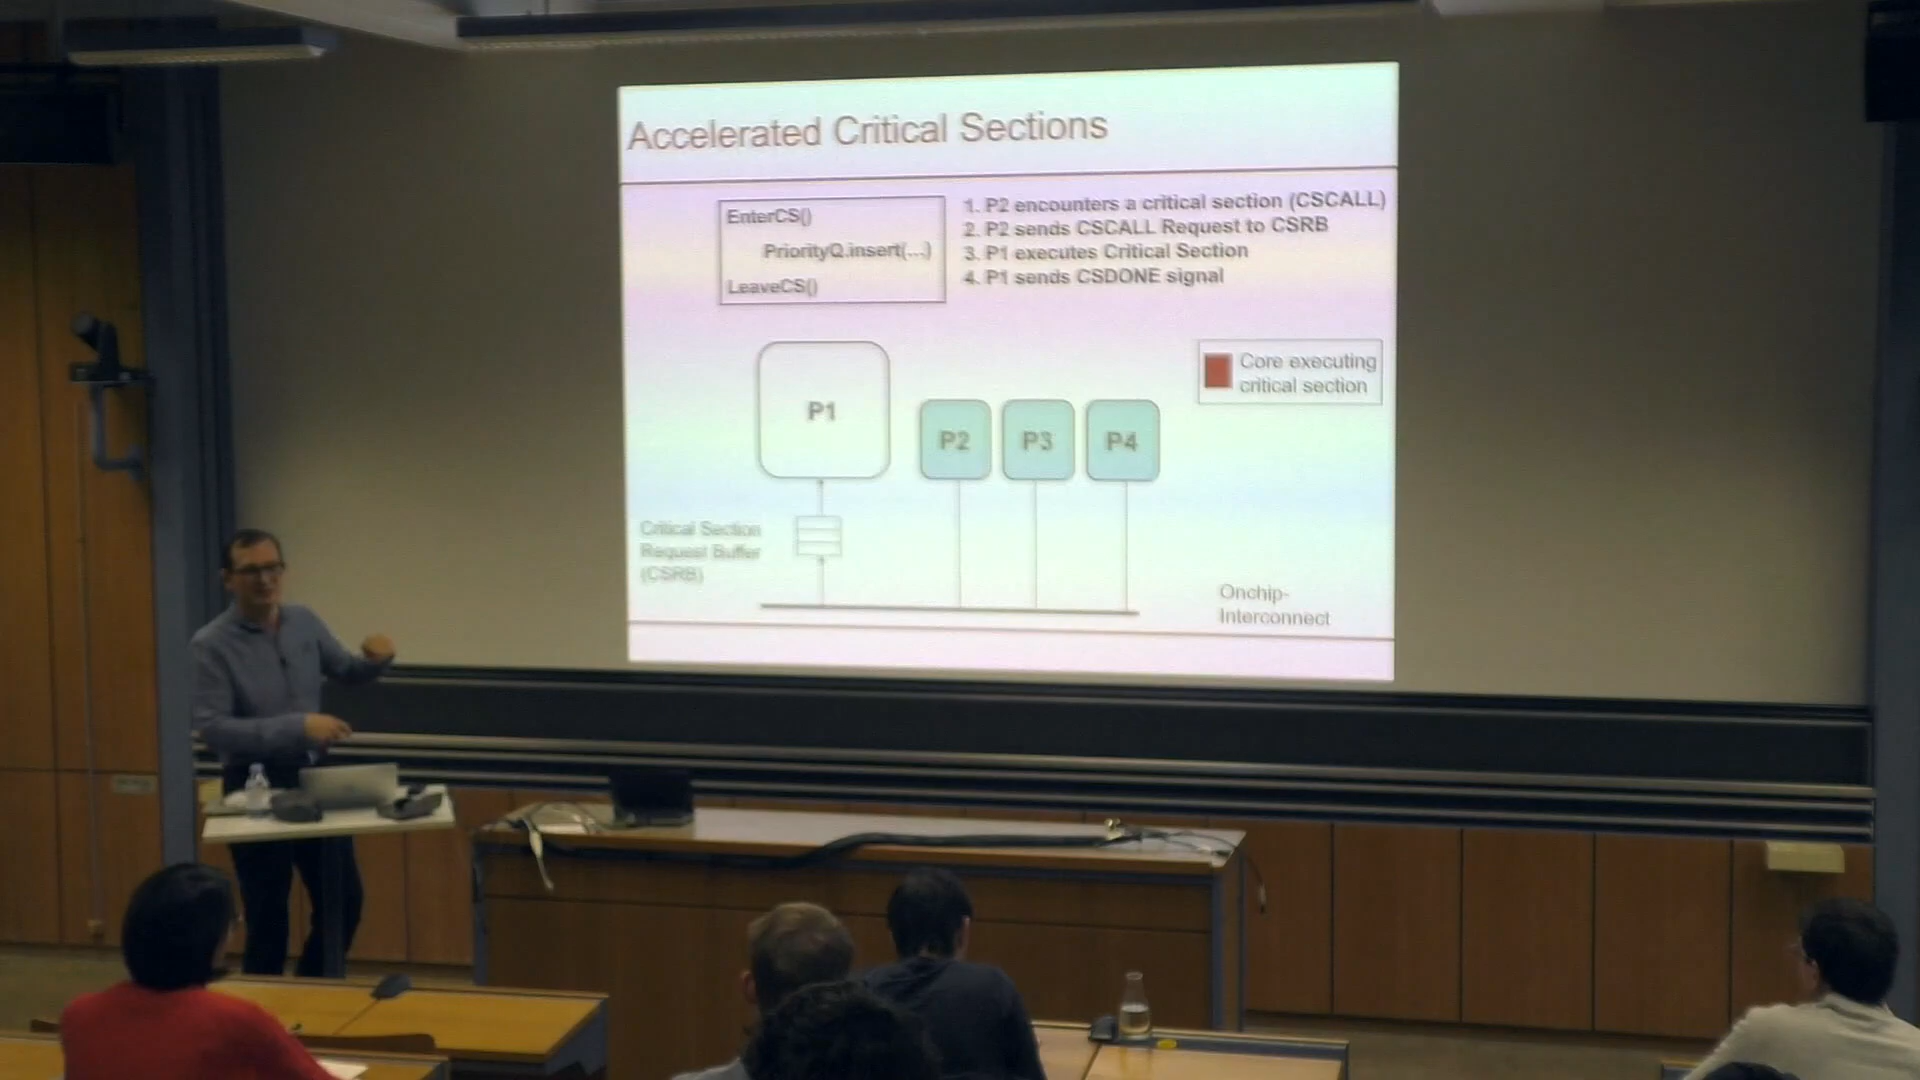 Accelerated Critical Sections
EnterCS()
PriorityQ.insert(...)
LeaveCS()
1. P2 encounters a critical section (CSCALL)
2. P2 sends CSCALL Request to CSRB
3. P1 executes Critical Section
4. P1 sends CSDONE signal
Core executing
critical section
P1
P2
P3
P4
Critical Section
Request Buffer
(CSRB)
Onchip-
Interconnect